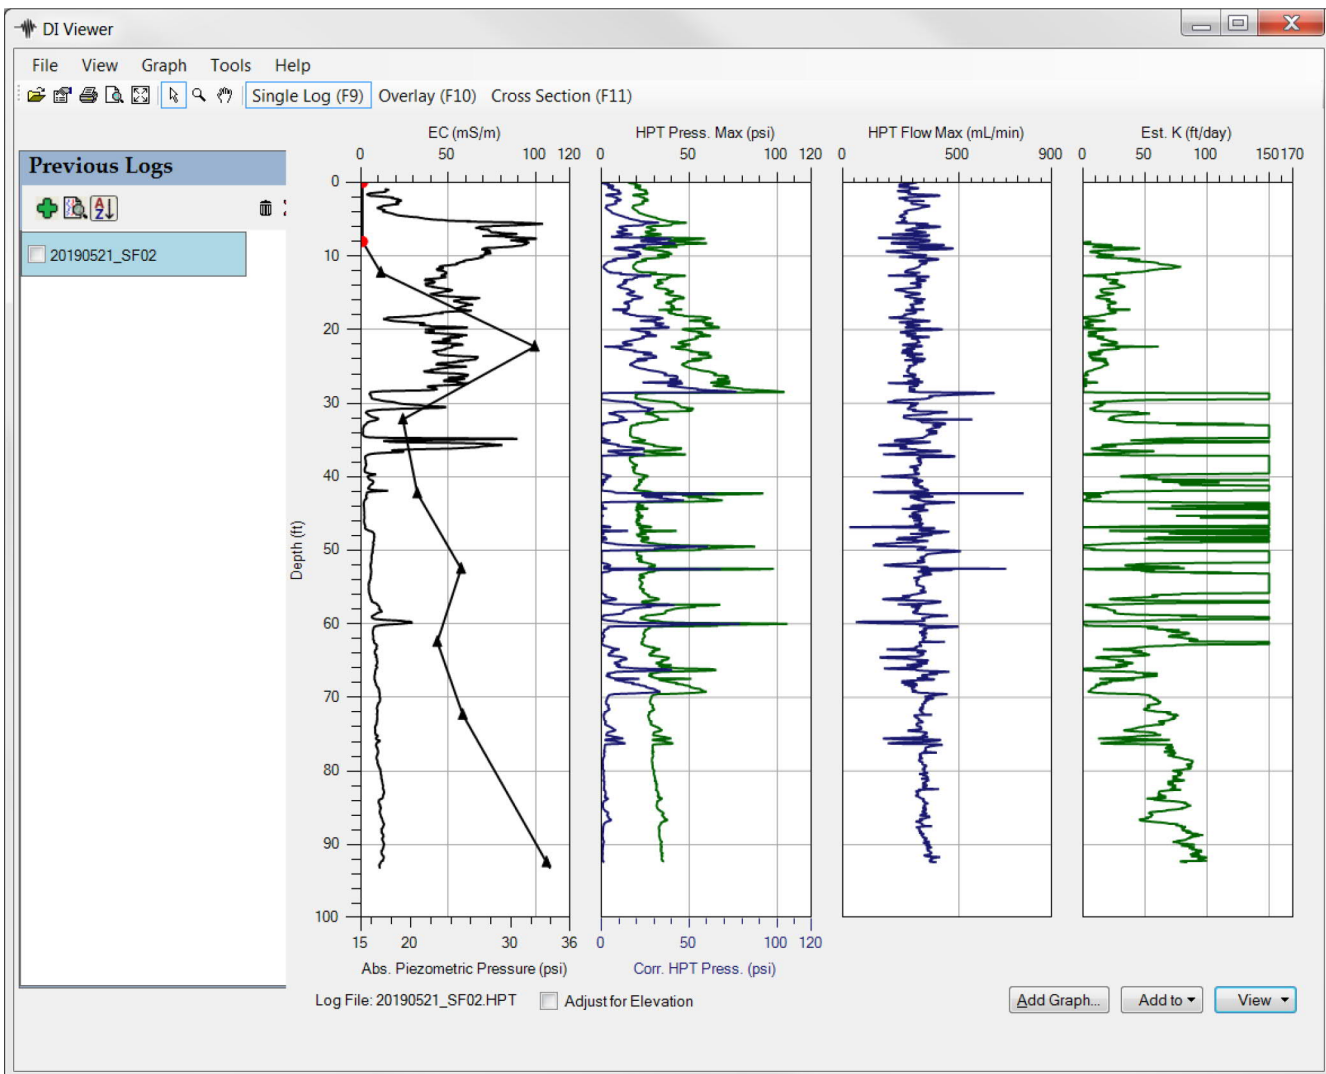 DI Viewer
File View Graph Tools Help
Single Log (F9) Overlay (F10) Cross Section (F11)
Previous Logs
20190521_SF02
EC (mS/m) HPT Press. Max (psi) HPT Flow Max (mL/min) Est. K (ft/day)
0 50 100 120 0 50 100 120 0 500 900 0 50 100 150 170
0
10
20
30
40
50
60
70
80
90
100
Depth (ft)
15 20 30 36 0 50 100 120
Abs. Piezometric Pressure (psi) Corr. HPT Press. (psi)
Log File: 20190521_SF02.HPT Adjust for Elevation Add Graph... Add to View